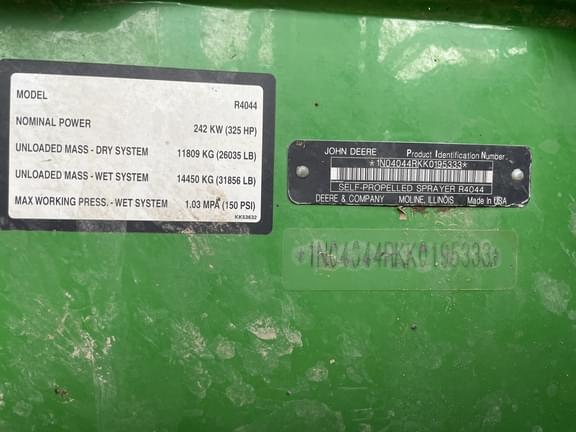 MODEL R4044
NOMINAL POWER 242 KW (325 HP)
UNLOADED MASS - DRY SYSTEM 11809 KG (26035 LB)
UNLOADED MASS - WET SYSTEM 14450 KG (31856 LB)
MAX WORKING PRESS. - WET SYSTEM 1.03 MPA (150 PSI)
KK53632
JOHN DEERE Product Identification Number
*1N04044RKK0195333*
SELF-PROPELLED SPRAYER R4044
DEERE & COMPANY MOLINE, ILLINOIS Made In USA
*1N04044RKK0195333*